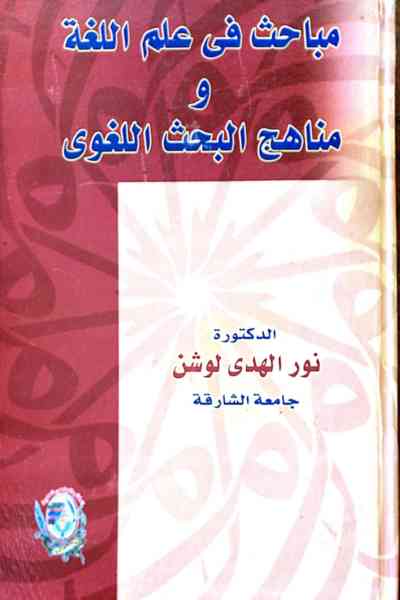 مباحث فى علم اللغة
و
مناهج البحث اللغوى
الدكتورة
نور الهدى لوشن
جامعة الشارقة